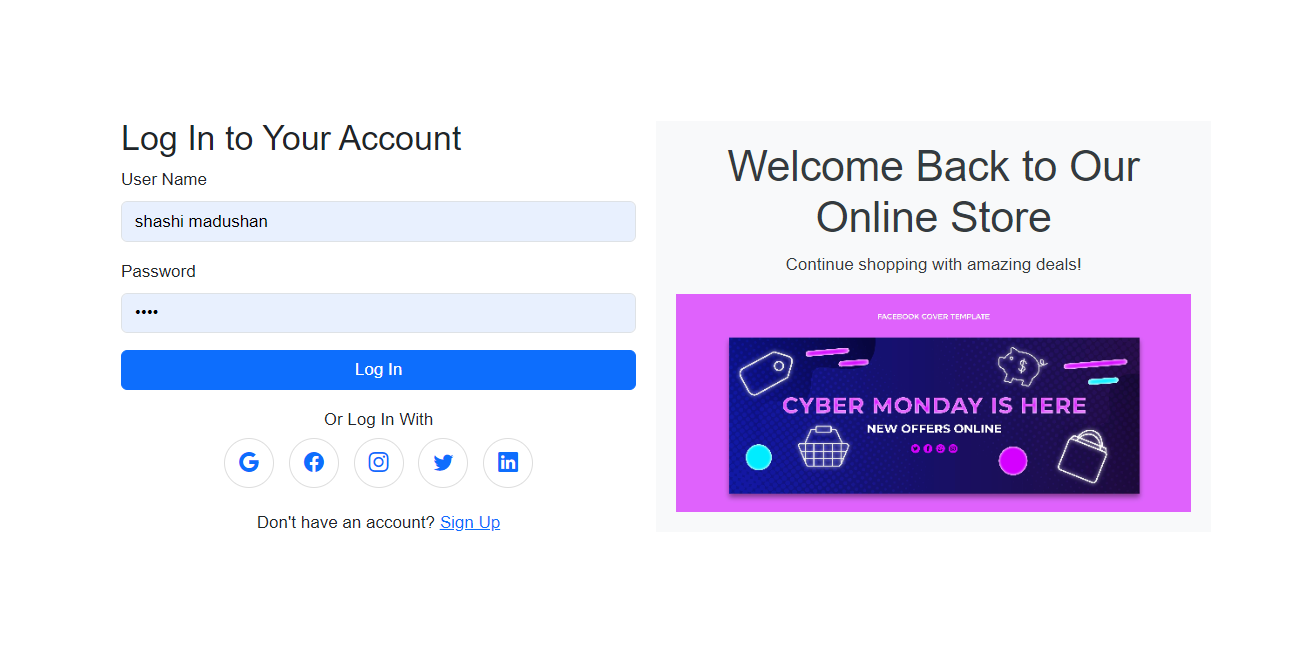 Log In to Your Account
User Name
shashi madushan
Password
••••
Log In
Or Log In With
Don't have an account? Sign Up
Welcome Back to Our
Online Store
Continue shopping with amazing deals!
FACEBOOK COVER TEMPLATE
CYBER MONDAY IS HERE
NEW OFFERS ONLINE